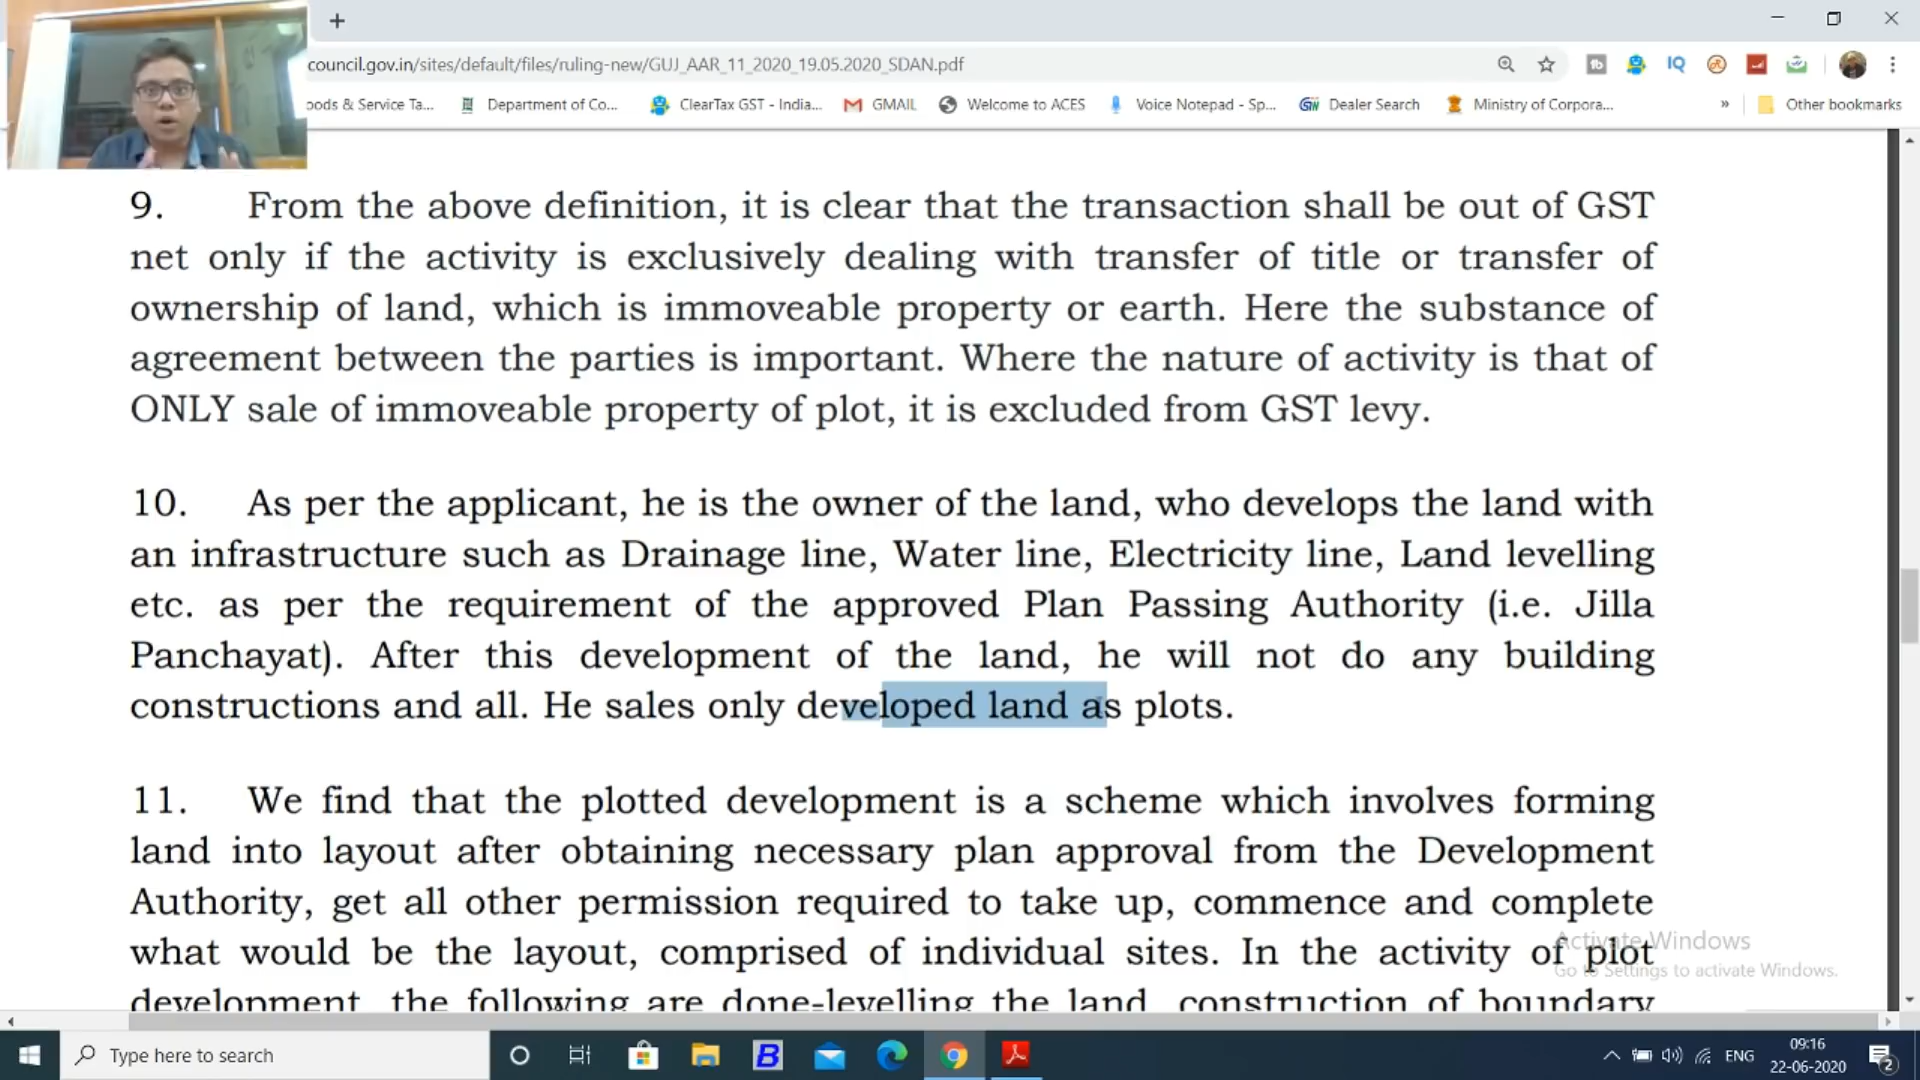 council.gov.in/sites/default/files/ruling-new/GUJ_AAR_11_2020_19.05.2020_SDAN.pdf
oods & Service Ta... Department of Co... ClearTax GST - India... GMAIL Welcome to ACES Voice Notepad - Sp... Dealer Search Ministry of Corpora... » Other bookmarks
9. From the above definition, it is clear that the transaction shall be out of GST
net only if the activity is exclusively dealing with transfer of title or transfer of
ownership of land, which is immoveable property or earth. Here the substance of
agreement between the parties is important. Where the nature of activity is that of
ONLY sale of immoveable property of plot, it is excluded from GST levy.
10. As per the applicant, he is the owner of the land, who develops the land with
an infrastructure such as Drainage line, Water line, Electricity line, Land levelling
etc. as per the requirement of the approved Plan Passing Authority (i.e. Jilla
Panchayat). After this development of the land, he will not do any building
constructions and all. He sales only developed land as plots.
11. We find that the plotted development is a scheme which involves forming
land into layout after obtaining necessary plan approval from the Development
Authority, get all other permission required to take up, commence and complete
what would be the layout, comprised of individual sites. In the activity of plot
development, the following are done-levelling the land, construction of boundary
Activate Windows
Go to Settings to activate Windows.
Type here to search
ENG
09:16
22-06-2020
2